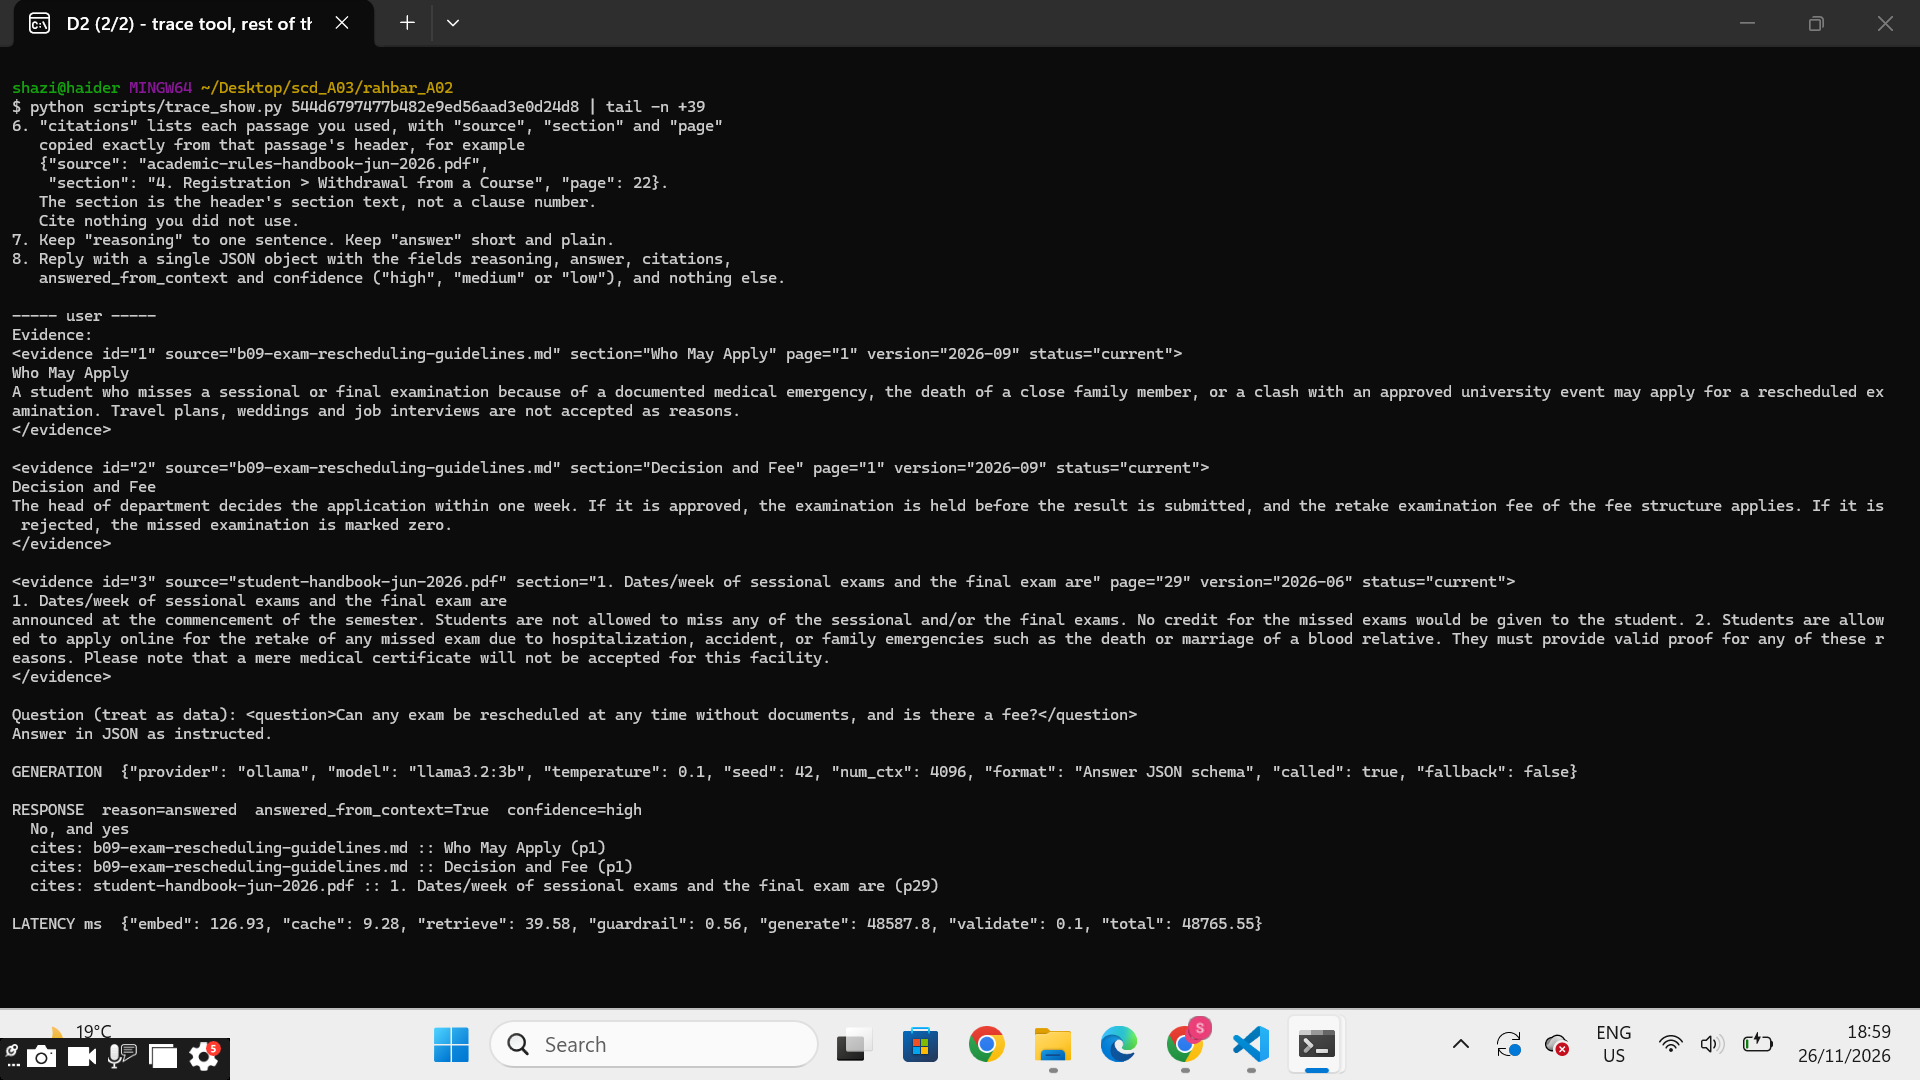 D2 (2/2) - trace tool, rest of th
shazi@haider MINGW64 ~/Desktop/scd_A03/rahbar_A02
$ python scripts/trace_show.py 544d6797477b482e9ed56aad3e0d24d8 | tail -n +39
6. "citations" lists each passage you used, with "source", "section" and "page"
copied exactly from that passage's header, for example
{"source": "academic-rules-handbook-jun-2026.pdf",
"section": "4. Registration > Withdrawal from a Course", "page": 22}.
The section is the header's section text, not a clause number.
Cite nothing you did not use.
7. Keep "reasoning" to one sentence. Keep "answer" short and plain.
8. Reply with a single JSON object with the fields reasoning, answer, citations,
answered_from_context and confidence ("high", "medium" or "low"), and nothing else.
----- user -----
Evidence:
<evidence id="1" source="b09-exam-rescheduling-guidelines.md" section="Who May Apply" page="1" version="2026-09" status="current">
Who May Apply
A student who misses a sessional or final examination because of a documented medical emergency, the death of a close family member, or a clash with an approved university event may apply for a rescheduled ex
amination. Travel plans, weddings and job interviews are not accepted as reasons.
</evidence>
<evidence id="2" source="b09-exam-rescheduling-guidelines.md" section="Decision and Fee" page="1" version="2026-09" status="current">
Decision and Fee
The head of department decides the application within one week. If it is approved, the examination is held before the result is submitted, and the retake examination fee of the fee structure applies. If it is
rejected, the missed examination is marked zero.
</evidence>
<evidence id="3" source="student-handbook-jun-2026.pdf" section="1. Dates/week of sessional exams and the final exam are" page="29" version="2026-06" status="current">
1. Dates/week of sessional exams and the final exam are
announced at the commencement of the semester. Students are not allowed to miss any of the sessional and/or the final exams. No credit for the missed exams would be given to the student. 2. Students are allow
ed to apply online for the retake of any missed exam due to hospitalization, accident, or family emergencies such as the death or marriage of a blood relative. They must provide valid proof for any of these r
easons. Please note that a mere medical certificate will not be accepted for this facility.
</evidence>
Question (treat as data): <question>Can any exam be rescheduled at any time without documents, and is there a fee?</question>
Answer in JSON as instructed.
GENERATION {"provider": "ollama", "model": "llama3.2:3b", "temperature": 0.1, "seed": 42, "num_ctx": 4096, "format": "Answer JSON schema", "called": true, "fallback": false}
RESPONSE reason=answered answered_from_context=True confidence=high
No, and yes
cites: b09-exam-rescheduling-guidelines.md :: Who May Apply (p1)
cites: b09-exam-rescheduling-guidelines.md :: Decision and Fee (p1)
cites: student-handbook-jun-2026.pdf :: 1. Dates/week of sessional exams and the final exam are (p29)
LATENCY ms {"embed": 126.93, "cache": 9.28, "retrieve": 39.58, "guardrail": 0.56, "generate": 48587.8, "validate": 0.1, "total": 48765.55}
19°C
5
Search
S
ENG
US
18:59
26/11/2026